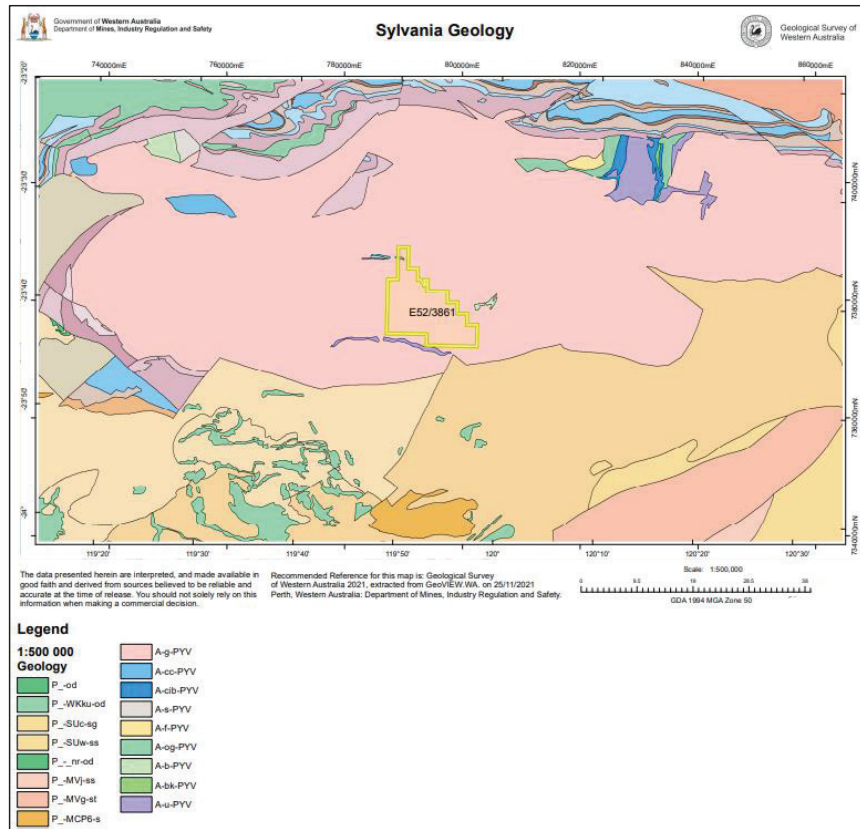 Government of Western Australia
Department of Mines, Industry Regulation and Safety
Sylvania Geology
Geological Survey of
Western Australia
740000mE 760000mE 780000mE 800000mE 820000mE 840000mE 860000mE
-23°20'
-23°30'
7400000mN
-23°40'
7380000mN
E52/3861
-23°50'
7360000mN
-24°
7340000mN
119°20' 119°30' 119°40' 119°50' 120° 120°10' 120°20' 120°30'
The data presented herein are interpreted, and made available in
good faith and derived from sources believed to be reliable and
accurate at the time of release. You should not solely rely on this
information when making a commercial decision.
Recommended Reference for this map is: Geological Survey
of Western Australia 2021, extracted from GeoVIEW.WA. on 25/11/2021
Perth, Western Australia: Department of Mines, Industry Regulation and Safety.
Scale: 1:500,000
GDA 1994 MGA Zone 50
Legend
1:500 000
Geology
P_-od
P_-WKku-od
P_-SUc-sg
P_-SUw-ss
P_-_nr-od
P_-MVj-ss
P_-MVg-st
P_-MCP6-s
A-g-PYV
A-cc-PYV
A-cib-PYV
A-s-PYV
A-f-PYV
A-og-PYV
A-b-PYV
A-bk-PYV
A-u-PYV